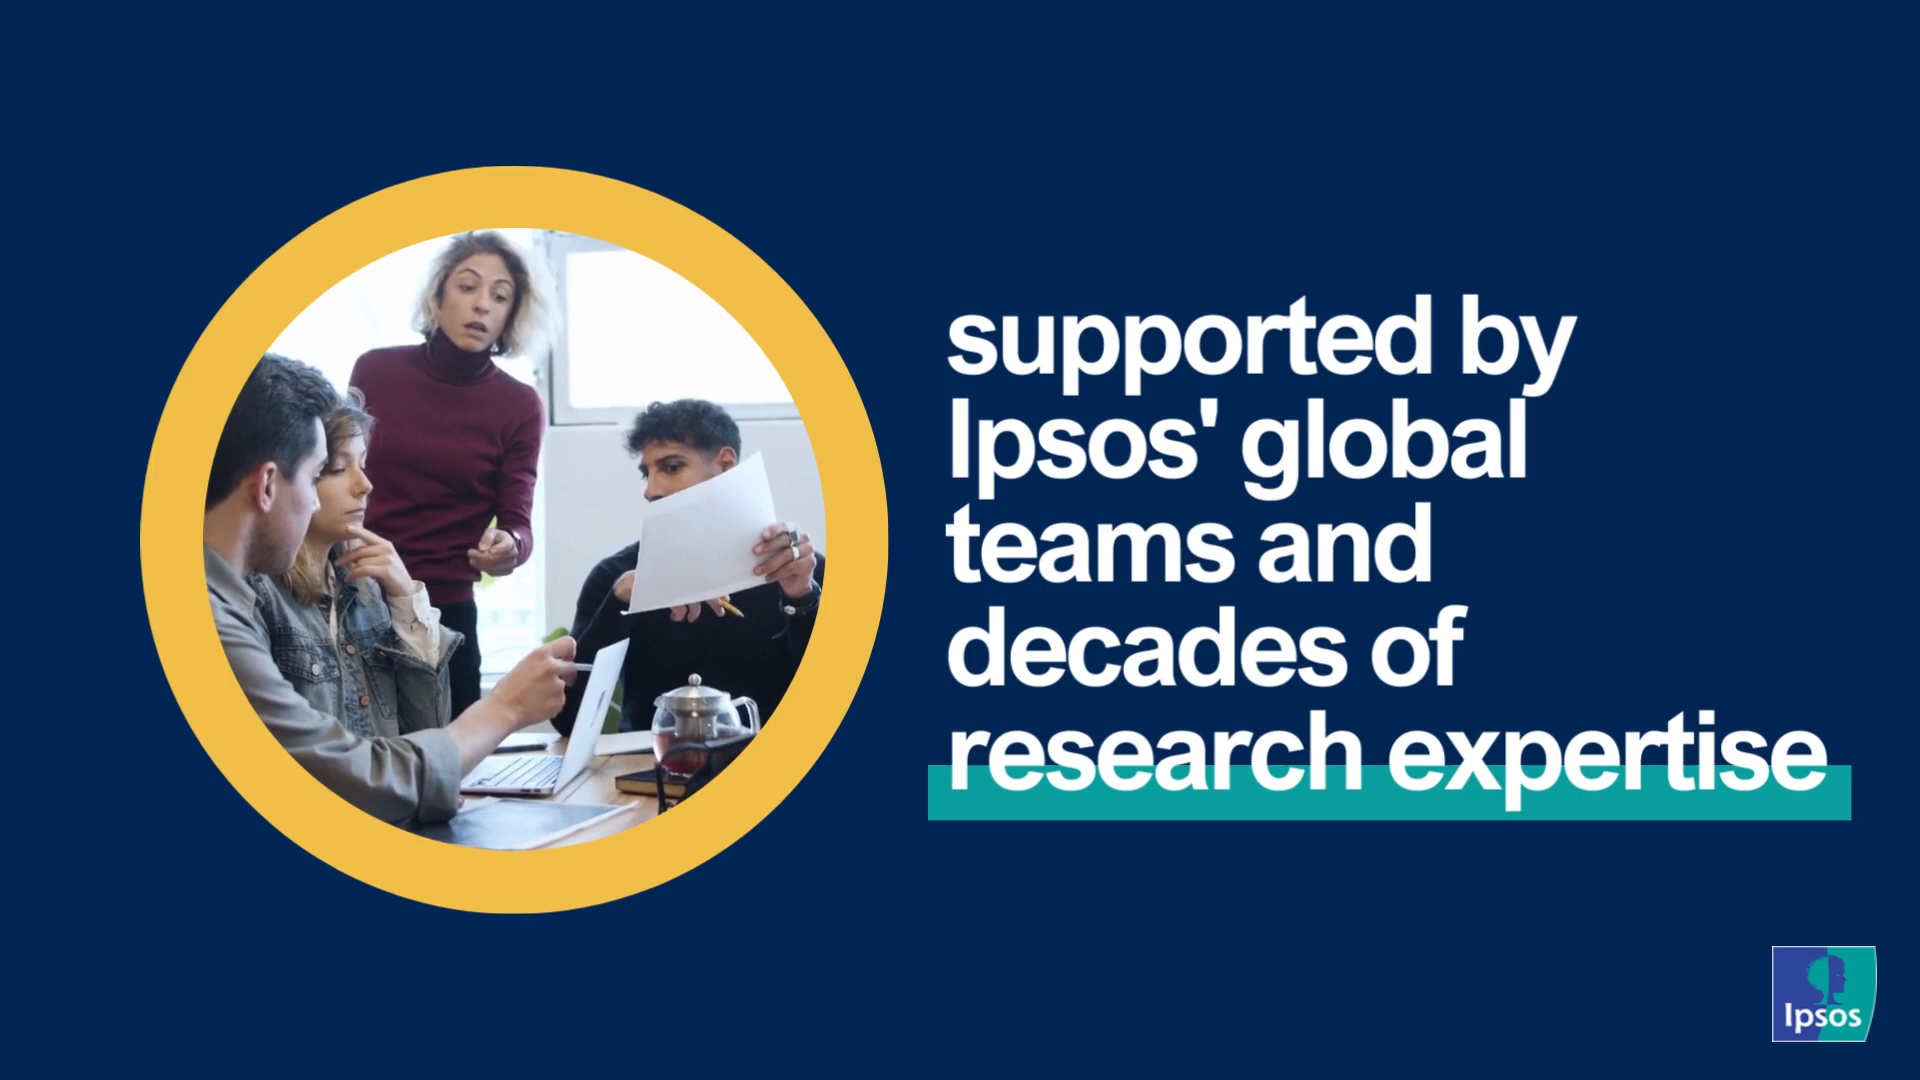 supported by
Ipsos' global
teams and
decades of
research expertise
Ipsos